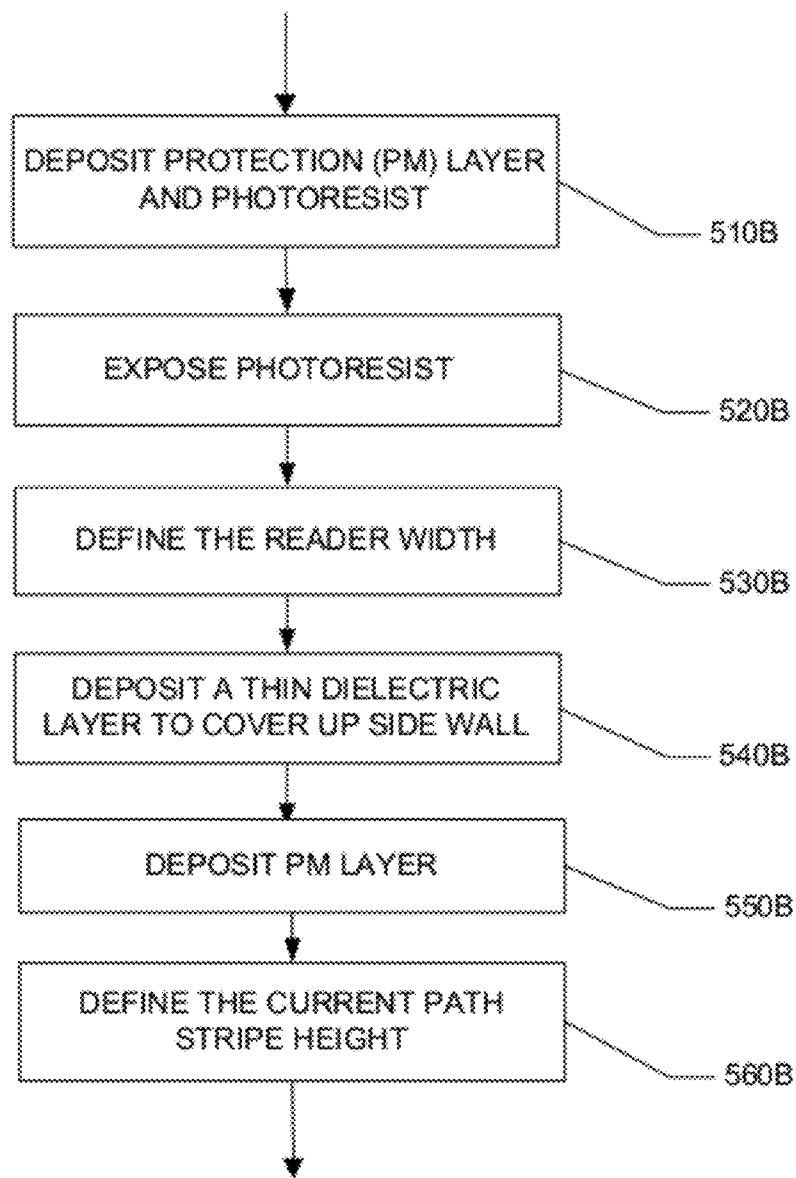 DEPOSIT PROTECTION (PM) LAYER
AND PHOTORESIST
510B
EXPOSE PHOTORESIST
520B
DEFINE THE READER WIDTH
530B
DEPOSIT A THIN DIELECTRIC
LAYER TO COVER UP SIDE WALL
540B
DEPOSIT PM LAYER
550B
DEFINE THE CURRENT PATH
STRIPE HEIGHT
560B